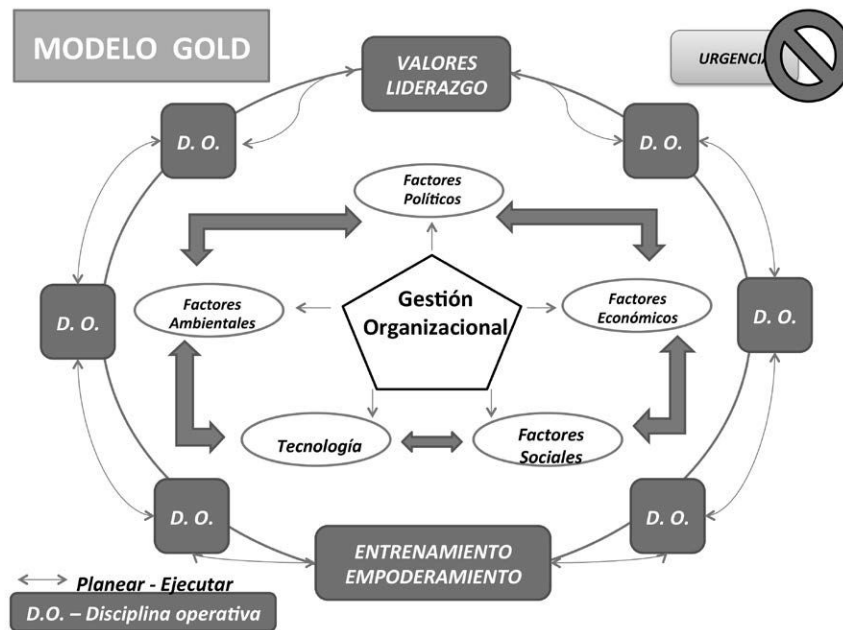 MODELO GOLD
VALORES
LIDERAZGO
URGENCIA
D. O.
D. O.
Factores
Políticos
Factores
Ambientales
Gestión
Organizacional
Factores
Económicos
D. O.
D. O.
Tecnología
Factores
Sociales
D. O.
D. O.
ENTRENAMIENTO
EMPODERAMIENTO
Planear - Ejecutar
D.O. – Disciplina operativa